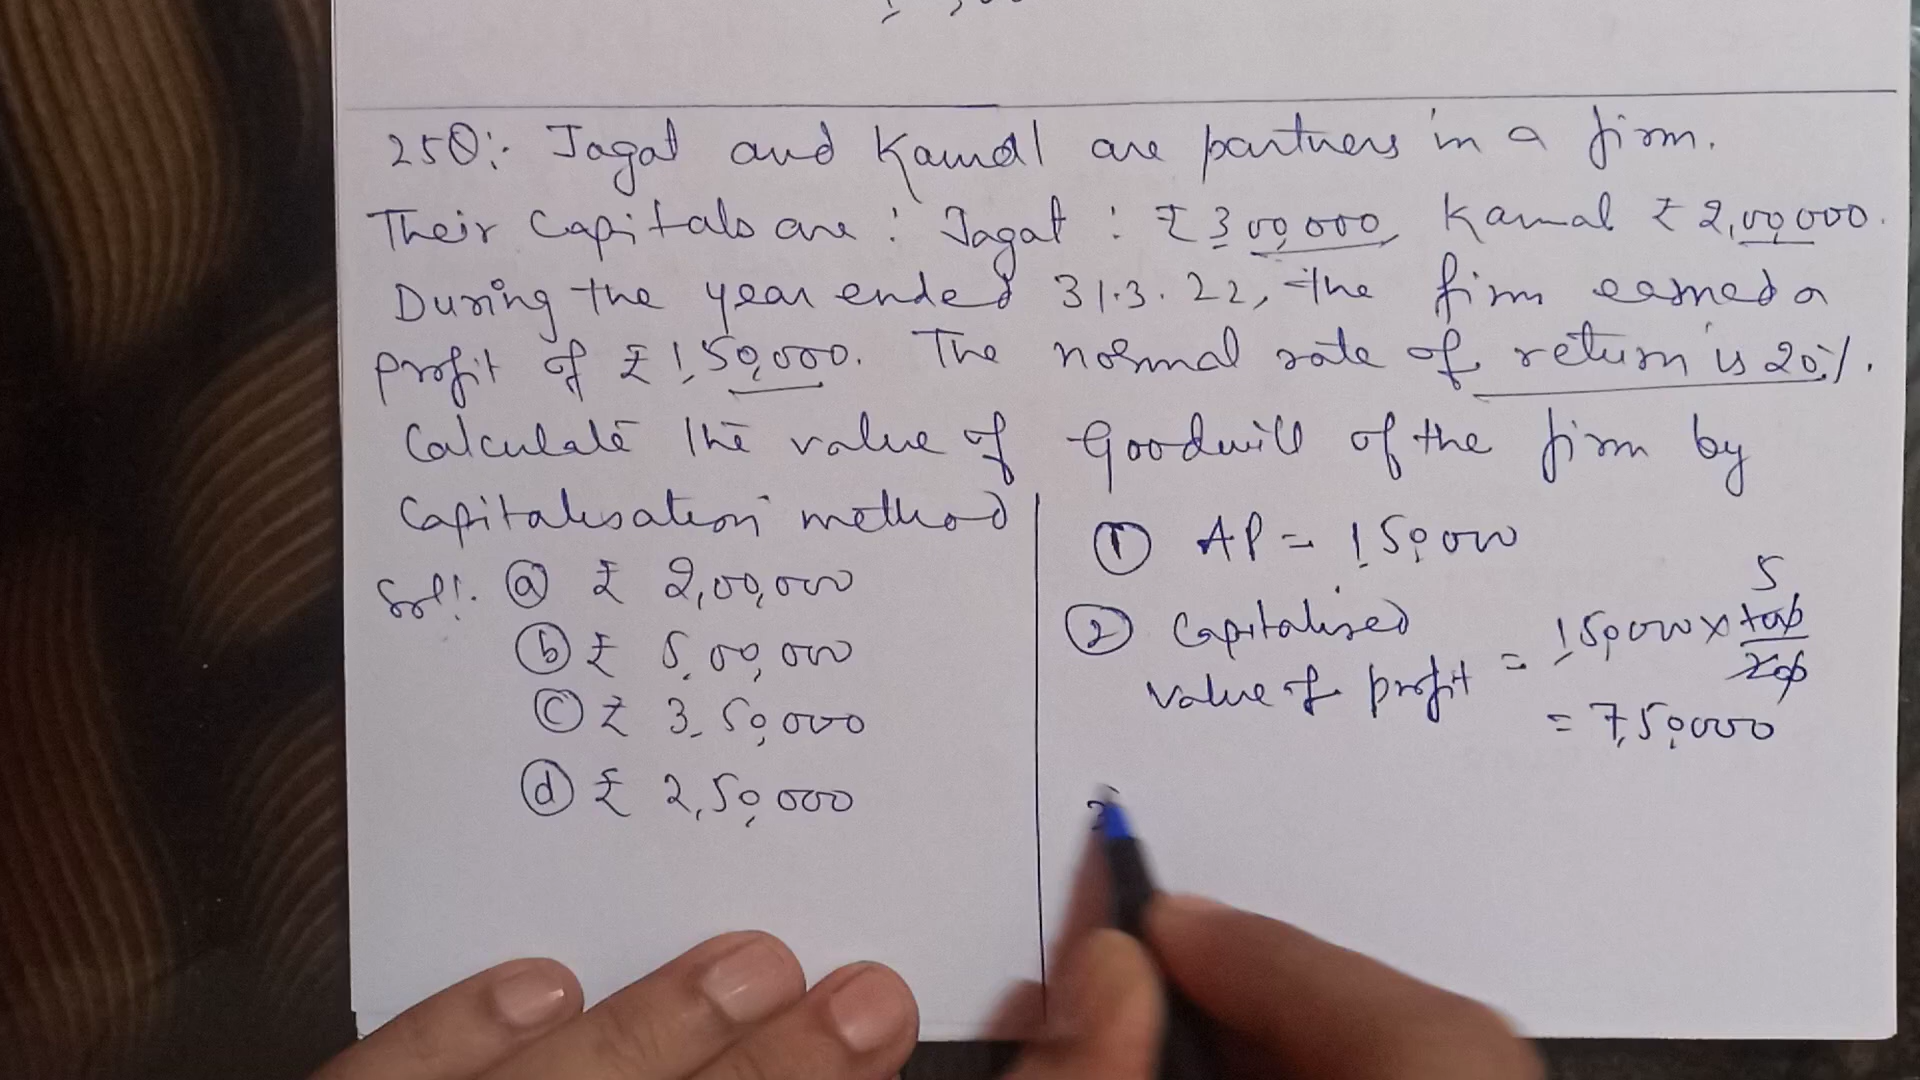 25Q:- Jagat and Kamal are partners in a firm.
Their Capitals are : Jagat : ₹ 3,00,000, Kamal ₹ 2,00,000.
During the year ended 31.3.22, the firm earned a
profit of ₹ 1,50,000. The normal rate of return is 20%.
Calculate the value of Goodwill of the firm by
Capitalisation method
Sol:- (a) ₹ 2,00,000
(b) ₹ 5,00,000
(c) ₹ 3,50,000
(d) ₹ 2,50,000
(1) AP = 1,50,000
(2) Capitalised
value of profit = 1,50,000 × 100/20
5
= 7,50,000